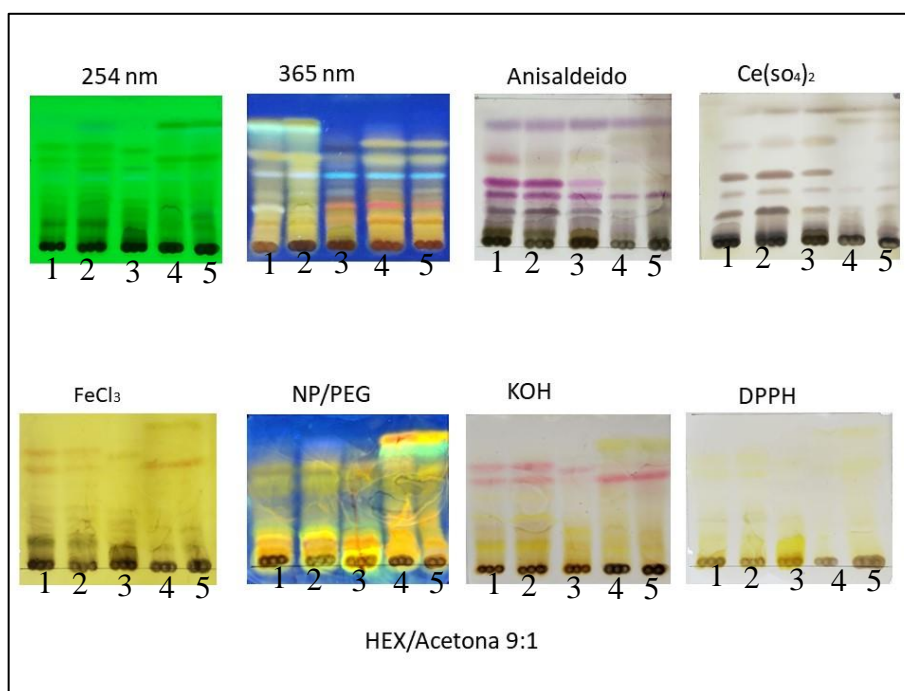 254 nm
365 nm
Anisaldeido
Ce(so₄)₂
1 2 3 4 5
1 2 3 4 5
1 2 3 4 5
1 2 3 4 5
FeCl₃
NP/PEG
KOH
DPPH
1 2 3 4 5
1 2 3 4 5
1 2 3 4 5
1 2 3 4 5
HEX/Acetona 9:1